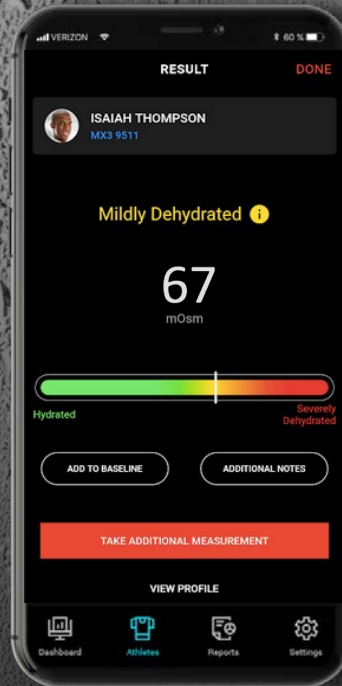 VERIZON 60 %
RESULT DONE
ISAIAH THOMPSON
MX3 9511
Mildly Dehydrated i
67
mOsm
Hydrated Severely
Dehydrated
ADD TO BASELINE ADDITIONAL NOTES
TAKE ADDITIONAL MEASUREMENT
VIEW PROFILE
Dashboard Athletes Reports Settings